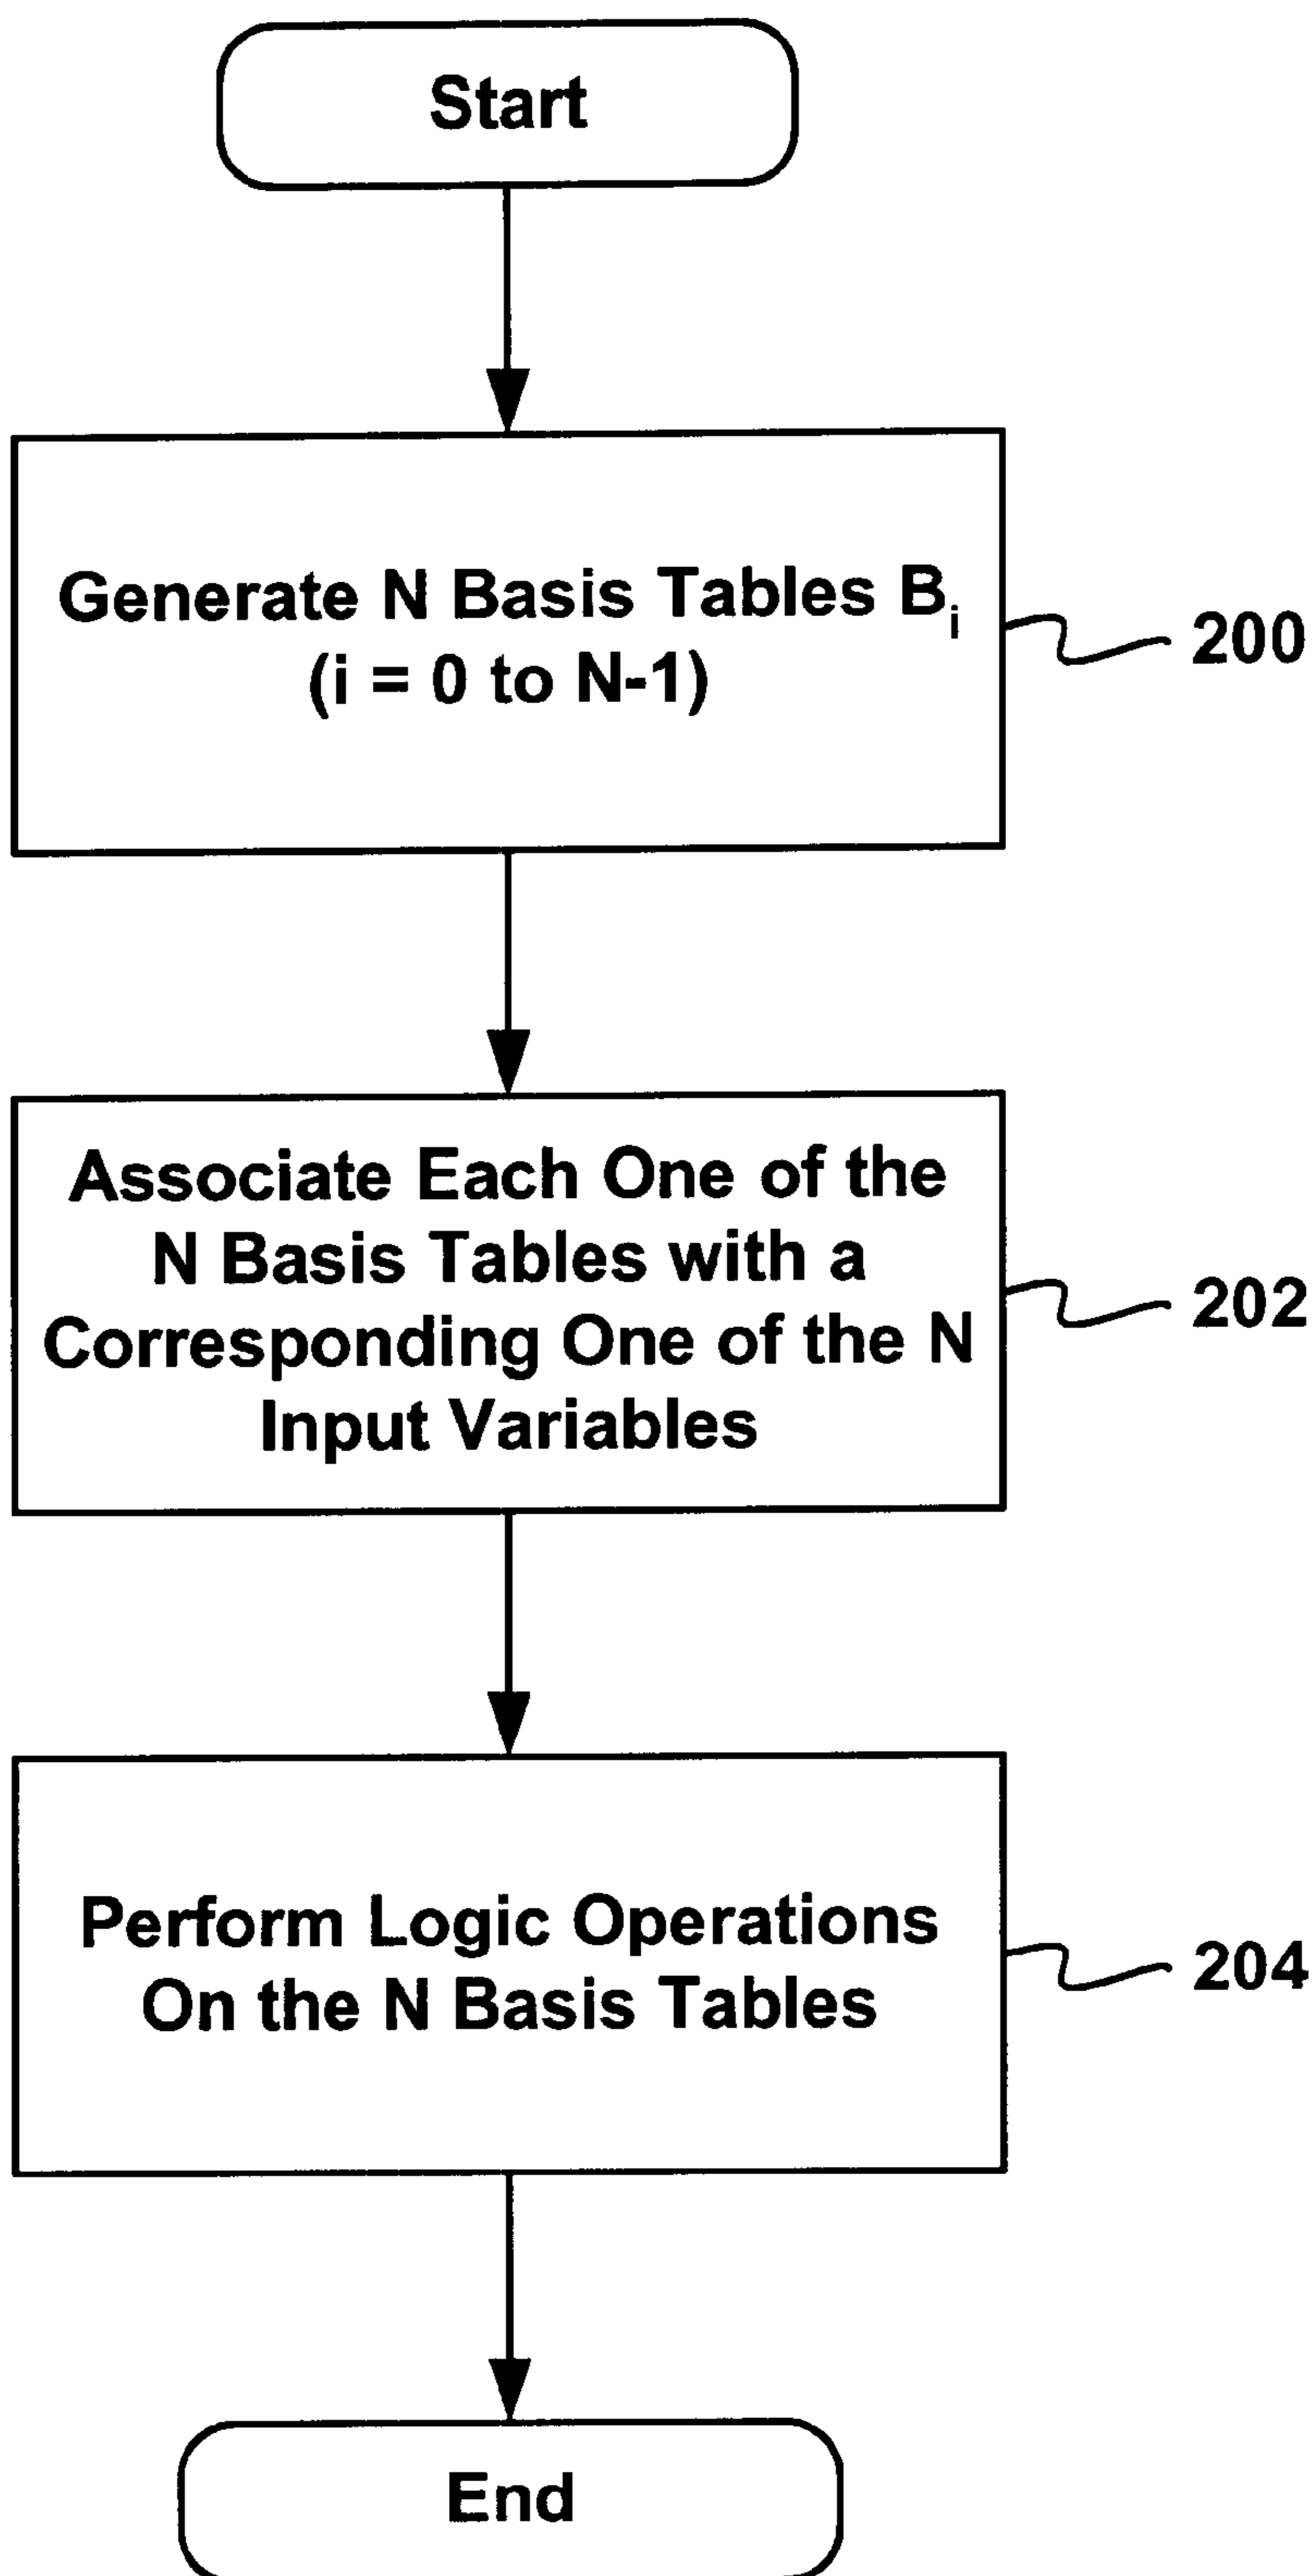 Start
Generate N Basis Tables Bᵢ
(i = 0 to N-1)
200
Associate Each One of the
N Basis Tables with a
Corresponding One of the N
Input Variables
202
Perform Logic Operations
On the N Basis Tables
204
End